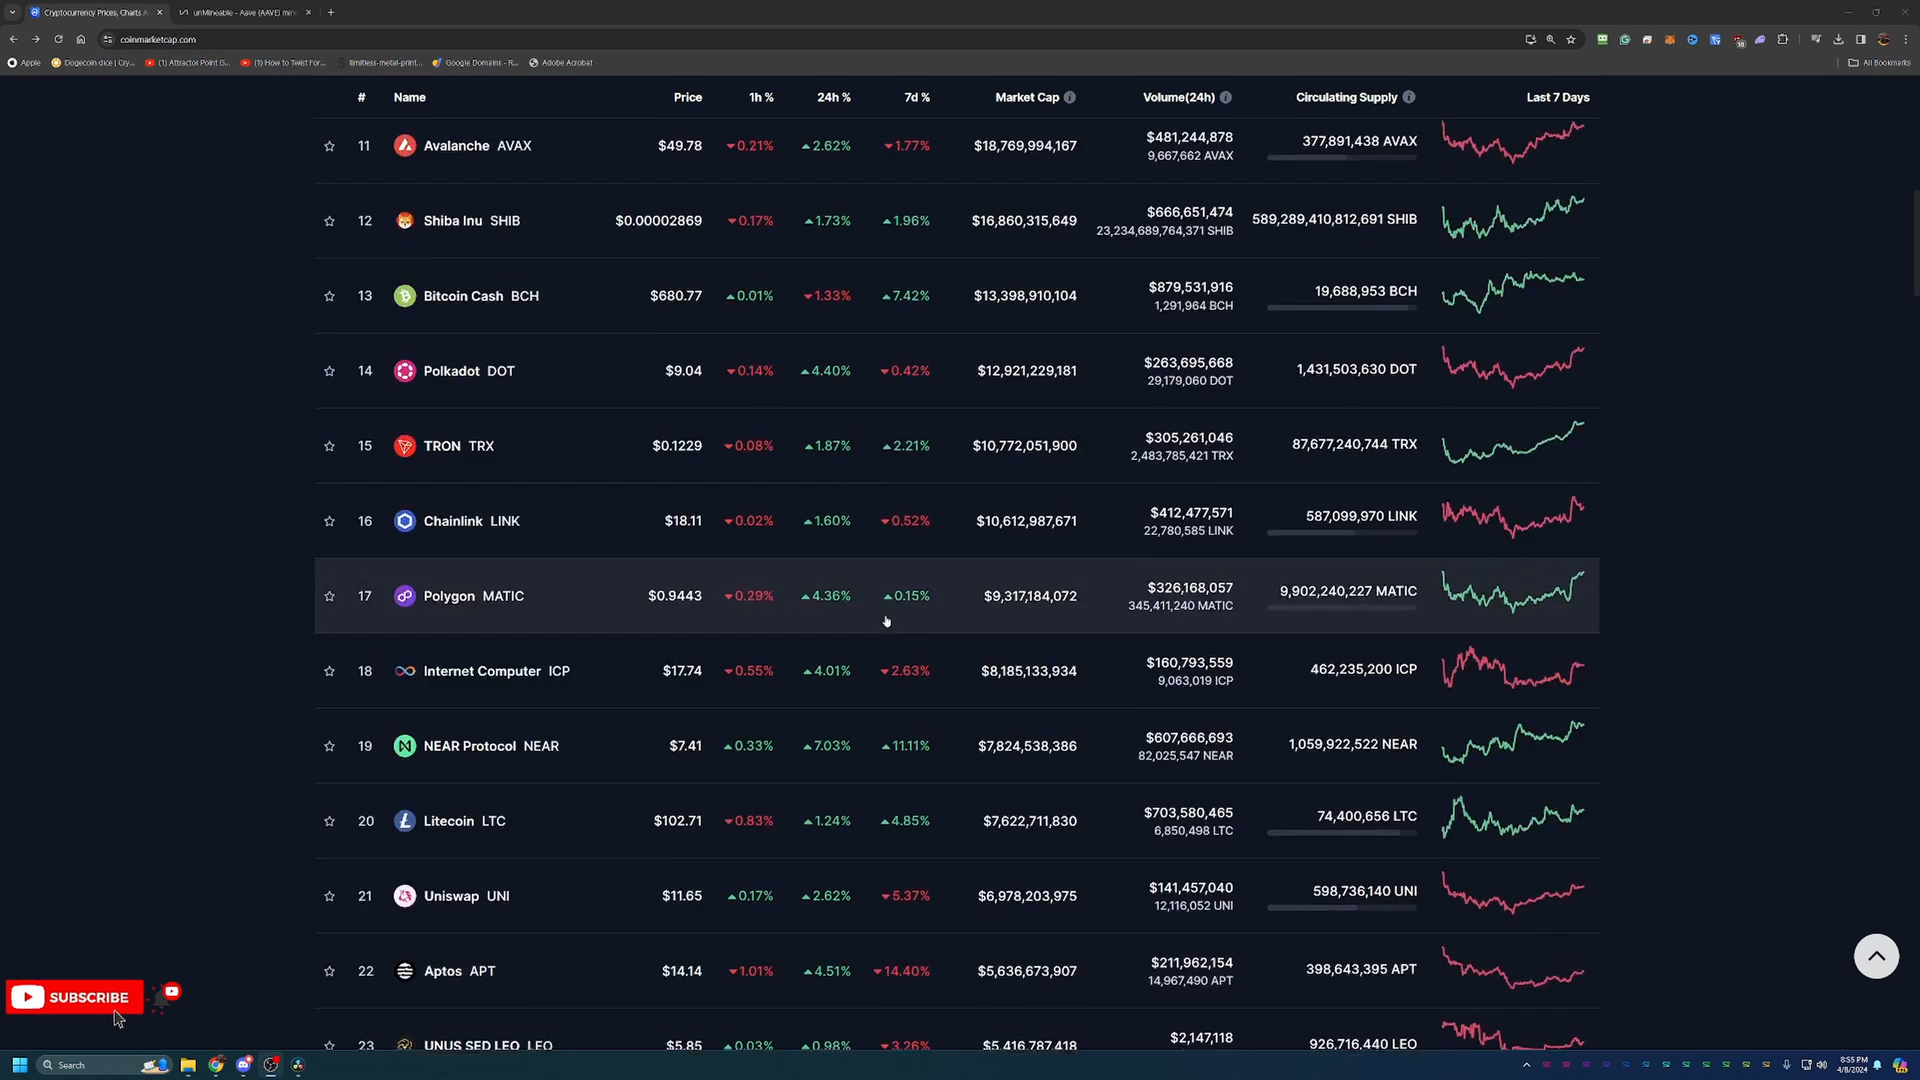 Cryptocurrency Prices, Charts A
unMineable - Aave (AAVE) min
coinmarketcap.com
Apple
Dogecoin dice | Cry...
(1) Attractor Point G...
(1) How to Twist For...
limitless-metal-print...
Google Domains - R...
Adobe Acrobat
All Bookmarks
# Name Price 1h % 24h % 7d % Market Cap Volume(24h) Circulating Supply Last 7 Days
11 Avalanche AVAX $49.78 0.21% 2.62% 1.77% $18,769,994,167 $481,244,878 377,891,438 AVAX
9,667,662 AVAX
12 Shiba Inu SHIB $0.00002869 0.17% 1.73% 1.96% $16,860,315,649 $666,651,474 589,289,410,812,691 SHIB
23,234,689,764,371 SHIB
13 Bitcoin Cash BCH $680.77 0.01% 1.33% 7.42% $13,398,910,104 $879,531,916 19,688,953 BCH
1,291,964 BCH
14 Polkadot DOT $9.04 0.14% 4.40% 0.42% $12,921,229,181 $263,695,668 1,431,503,630 DOT
29,179,060 DOT
15 TRON TRX $0.1229 0.08% 1.87% 2.21% $10,772,051,900 $305,261,046 87,677,240,744 TRX
2,483,785,421 TRX
16 Chainlink LINK $18.11 0.02% 1.60% 0.52% $10,612,987,671 $412,477,571 587,099,970 LINK
22,780,585 LINK
17 Polygon MATIC $0.9443 0.29% 4.36% 0.15% $9,317,184,072 $326,168,057 9,902,240,227 MATIC
345,411,240 MATIC
18 Internet Computer ICP $17.74 0.55% 4.01% 2.63% $8,185,133,934 $160,793,559 462,235,200 ICP
9,063,019 ICP
19 NEAR Protocol NEAR $7.41 0.33% 7.03% 11.11% $7,824,538,386 $607,666,693 1,059,922,522 NEAR
82,025,547 NEAR
20 Litecoin LTC $102.71 0.83% 1.24% 4.85% $7,622,711,830 $703,580,465 74,400,656 LTC
6,850,498 LTC
21 Uniswap UNI $11.65 0.17% 2.62% 5.37% $6,978,203,975 $141,457,040 598,736,140 UNI
12,116,052 UNI
22 Aptos APT $14.14 1.01% 4.51% 14.40% $5,636,673,907 $211,962,154 398,643,395 APT
14,967,490 APT
23 UNUS SED LEO LEO $5.85 0.03% 0.98% 3.26% $5,416,787,418 $2,147,118 926,716,440 LEO
SUBSCRIBE
Search
8:55 PM
4/8/2024